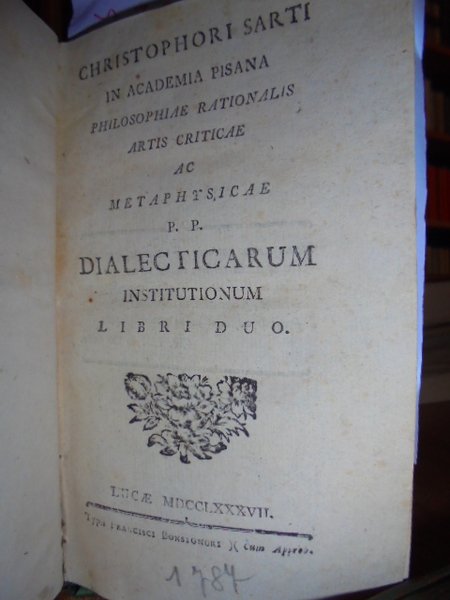 CHRISTOPHORI SARTI
IN ACADEMIA PISANA
PHILOSOPHIAE RATIONALIS
ARTIS CRITICAE
AC
METAPHYSICAE
P. P.
DIALECTICARUM
INSTITUTIONUM
LIBRI DUO.
LUCÆ MDCCLXXXVII.
Typis FRANCISCI BONSIGNORI )( Cum Approb.
1787